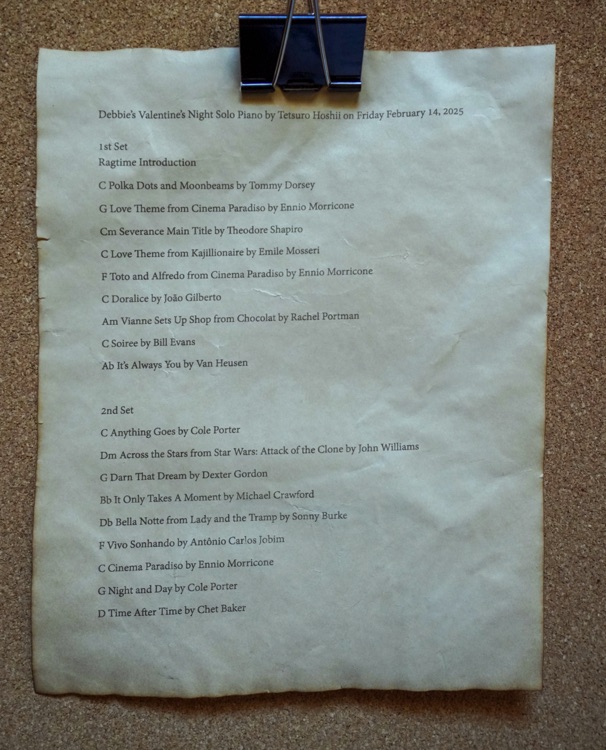 Debbie's Valentine's Night Solo Piano by Tetsuro Hoshii on Friday February 14, 2025
1st Set
Ragtime Introduction
C Polka Dots and Moonbeams by Tommy Dorsey
G Love Theme from Cinema Paradiso by Ennio Morricone
Cm Severance Main Title by Theodore Shapiro
C Love Theme from Kajillionaire by Emile Mosseri
F Toto and Alfredo from Cinema Paradiso by Ennio Morricone
C Doralice by João Gilberto
Am Vianne Sets Up Shop from Chocolat by Rachel Portman
C Soiree by Bill Evans
Ab It's Always You by Van Heusen
2nd Set
C Anything Goes by Cole Porter
Dm Across the Stars from Star Wars: Attack of the Clone by John Williams
G Darn That Dream by Dexter Gordon
Bb It Only Takes A Moment by Michael Crawford
Db Bella Notte from Lady and the Tramp by Sonny Burke
F Vivo Sonhando by Antônio Carlos Jobim
C Cinema Paradiso by Ennio Morricone
G Night and Day by Cole Porter
D Time After Time by Chet Baker